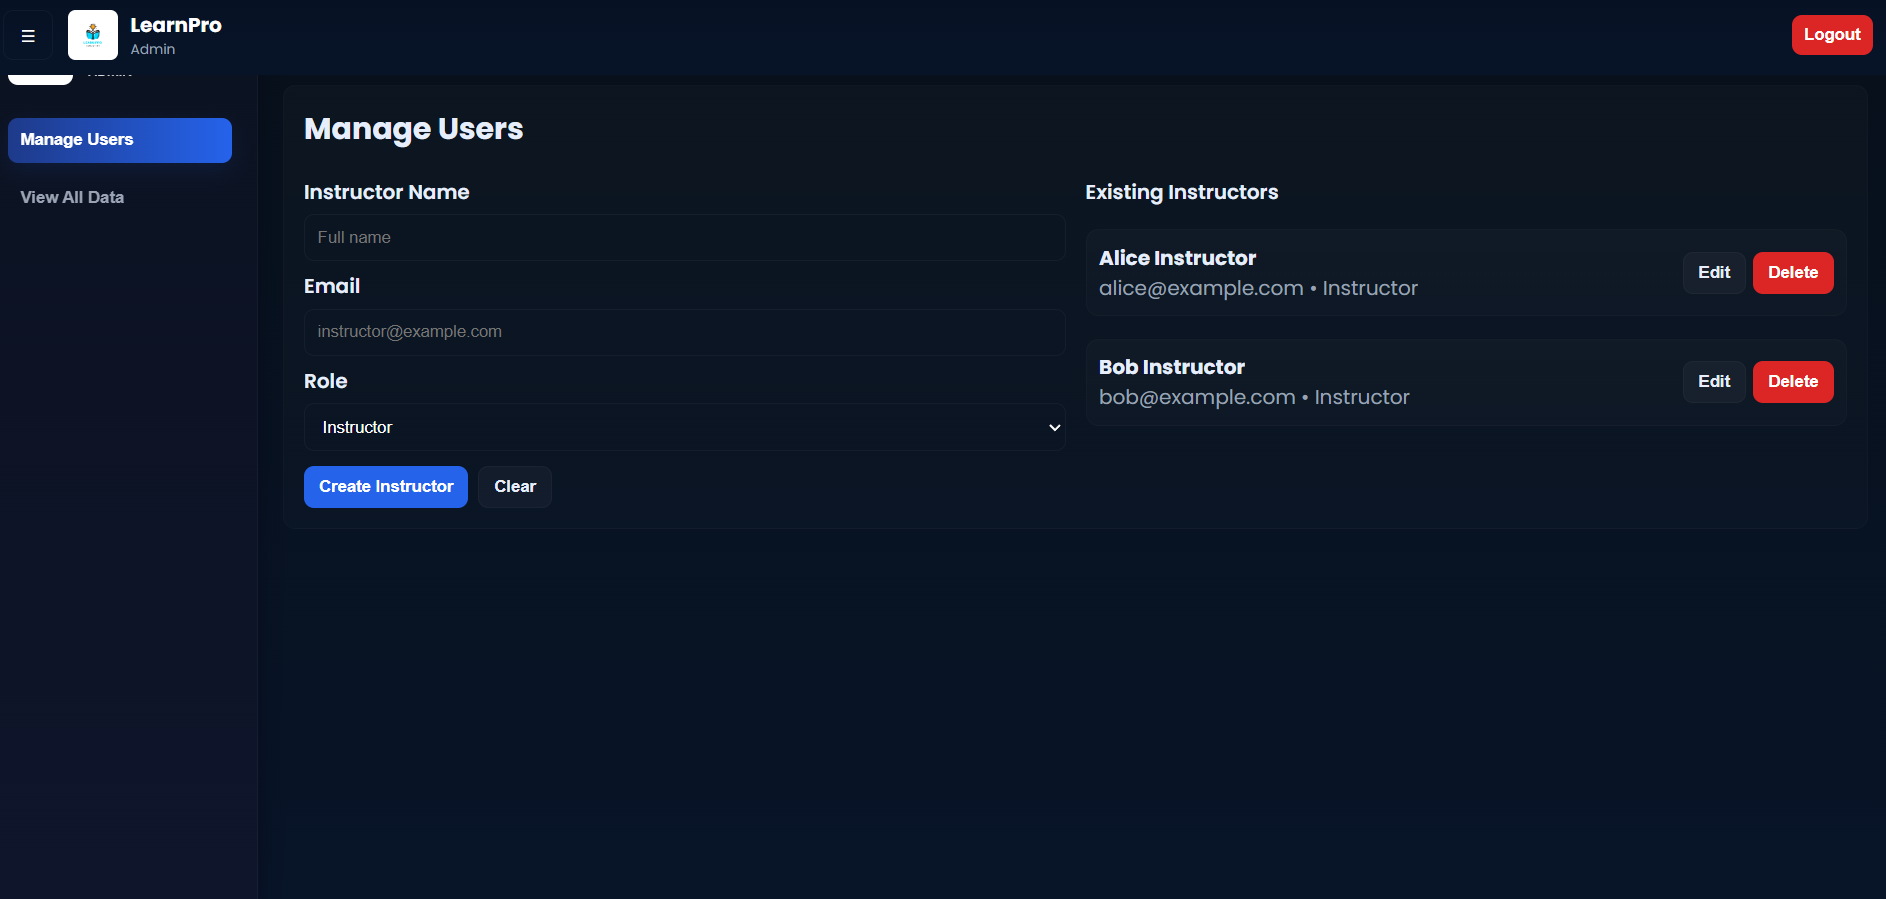 ☰
LearnPro
Admin
Logout
Manage Users
View All Data
Manage Users
Instructor Name
Full name
Email
instructor@example.com
Role
Instructor
Create Instructor Clear
Existing Instructors
Alice Instructor
alice@example.com • Instructor
Edit Delete
Bob Instructor
bob@example.com • Instructor
Edit Delete